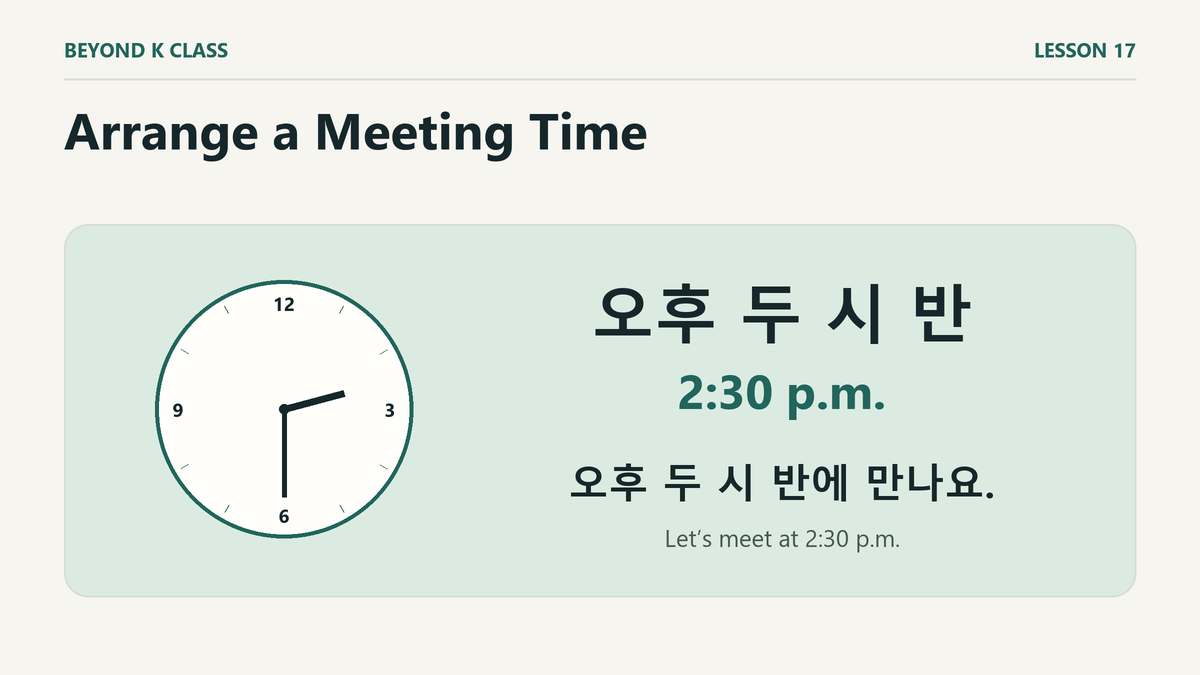 BEYOND K CLASS
LESSON 17
Arrange a Meeting Time
12
9
3
6
오후 두 시 반
2:30 p.m.
오후 두 시 반에 만나요.
Let’s meet at 2:30 p.m.